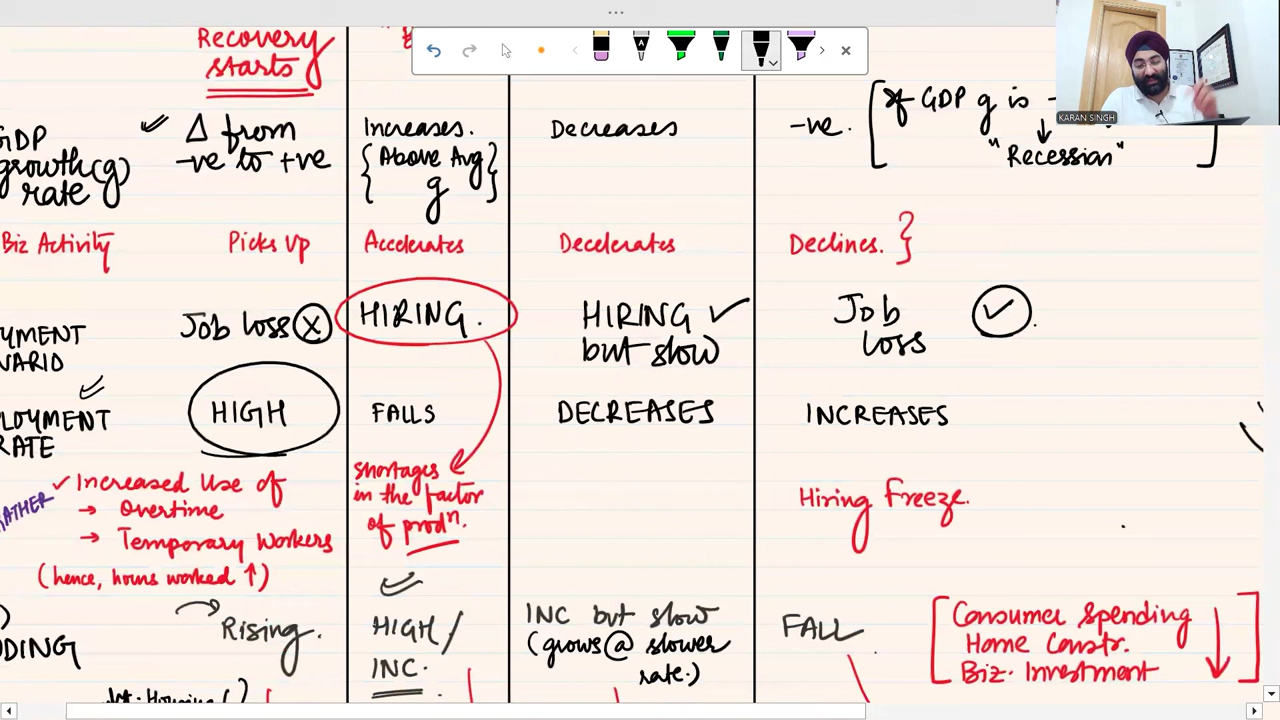 Recovery
starts
KARAN SINGH
GDP
growth(g)
rate
Δ from
-ve to +ve
Increases.
{Above Avg
g}
Decreases
-ve.
[If GDP g is -
"Recession"]
Biz Activity
Picks Up
Accelerates
Decelerates
Declines. }
YMENT
NARIO
Job loss
HIRING.
HIRING ✓
but slow
Job
loss
✓
LOYMENT
RATE
HIGH
FALLS
DECREASES
INCREASES
RATHER
✓ Increased Use of
→ Overtime
→ Temporary Workers
(hence, hours worked ↑)
Shortages
in the factor
of prodⁿ.
Hiring Freeze.
NDING
Rising.
HIGH/
INC.
INC but slow
(grows @ slower
rate.)
FALL
[Consumer Spending
Home Constr.
Biz. Investment ↓]